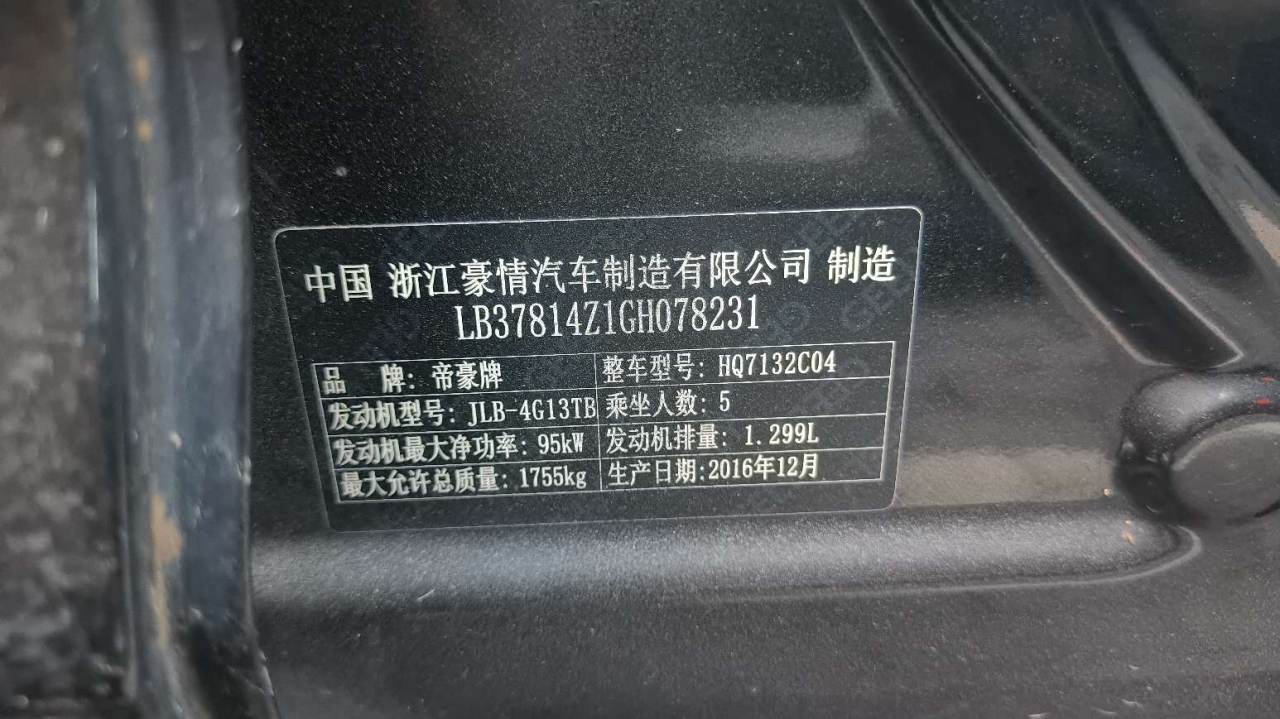 中国 浙江豪情汽车制造有限公司 制造
LB37814Z1GH078231
品 牌: 帝豪牌 整车型号: HQ7132C04
发动机型号: JLB-4G13TB 乘坐人数: 5
发动机最大净功率: 95kW 发动机排量: 1.299L
最大允许总质量: 1755kg 生产日期:2016年12月